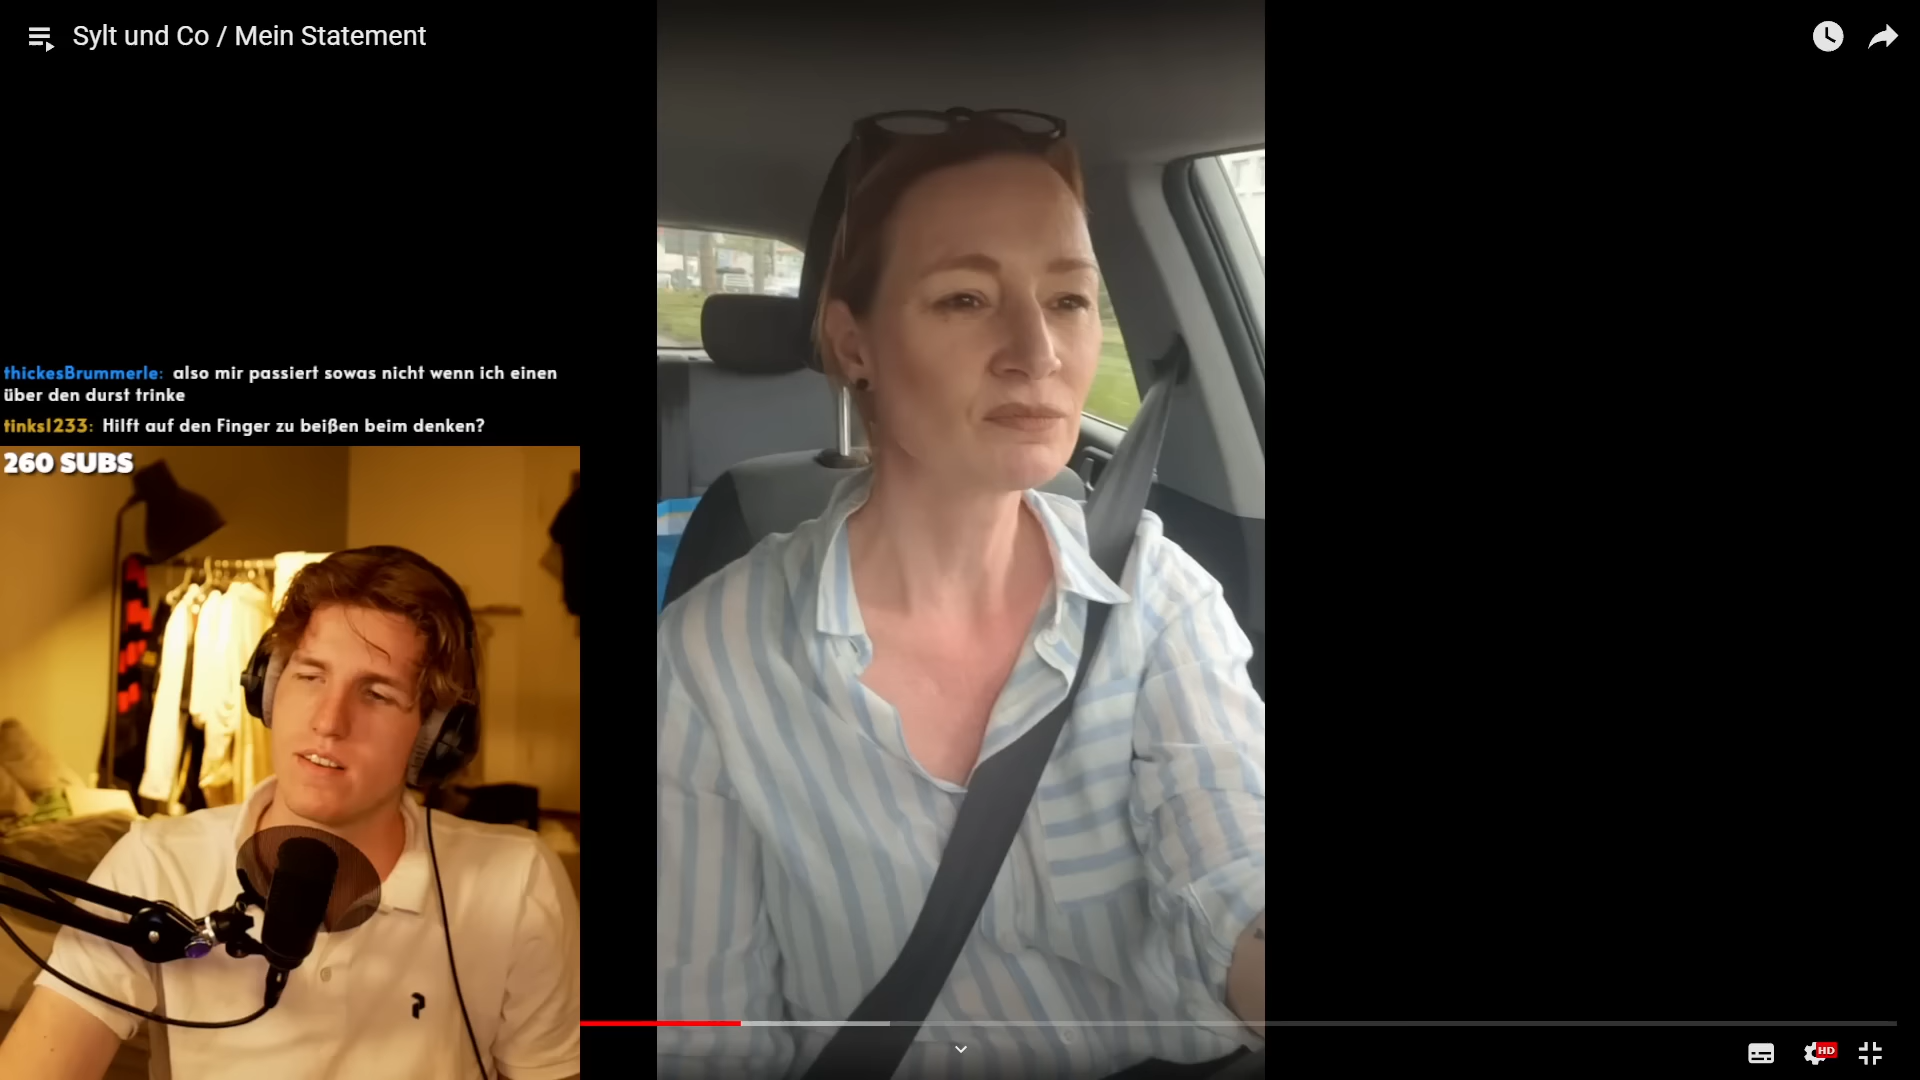 Sylt und Co / Mein Statement
thickesBrummerle: also mir passiert sowas nicht wenn ich einen
über den durst trinke
tinks1233: Hilft auf den Finger zu beißen beim denken?
260 SUBS
HD